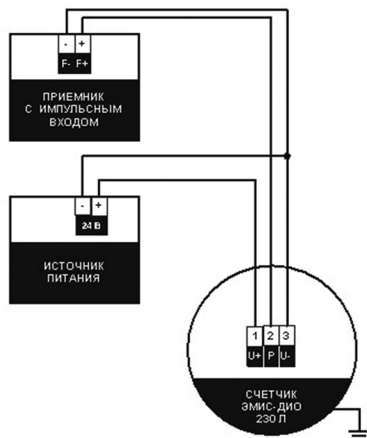 - +
F- F+
ПРИЕМНИК
С ИМПУЛЬСНЫМ
ВХОДОМ
- +
24 В
ИСТОЧНИК
ПИТАНИЯ
1 2 3
U+ P U-
СЧЕТЧИК
ЭМИС-ДИО
230 Л